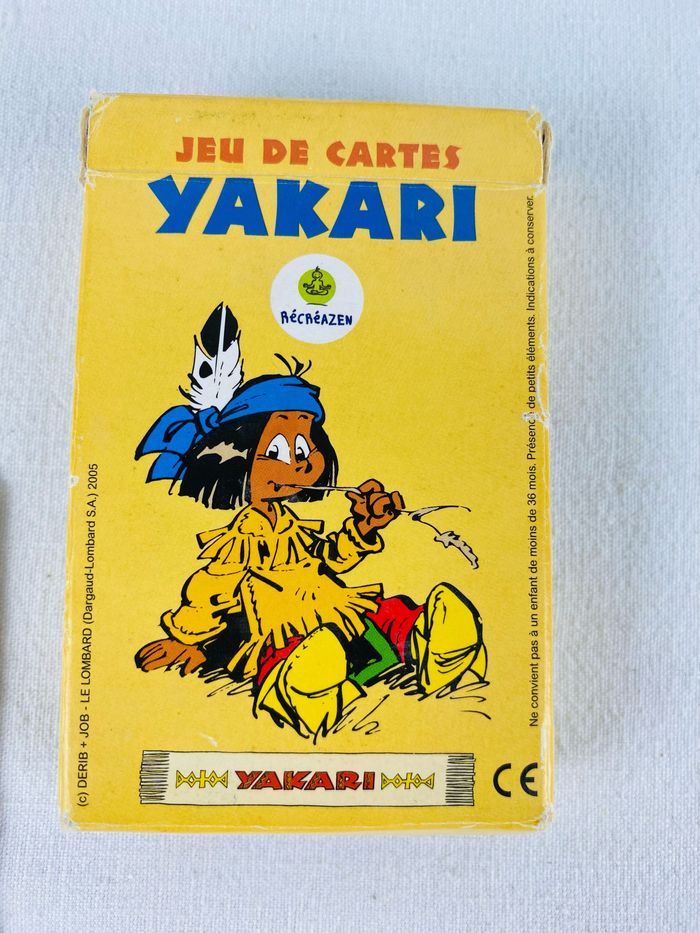 JEU DE CARTES
YAKARI
RÉCRÉAZEN
(c) DERIB + JOB - LE LOMBARD (Dargaud-Lombard S.A.) 2005
Ne convient pas à un enfant de moins de 36 mois. Présence de petits éléments. Indications à conserver.
YAKARI
CE